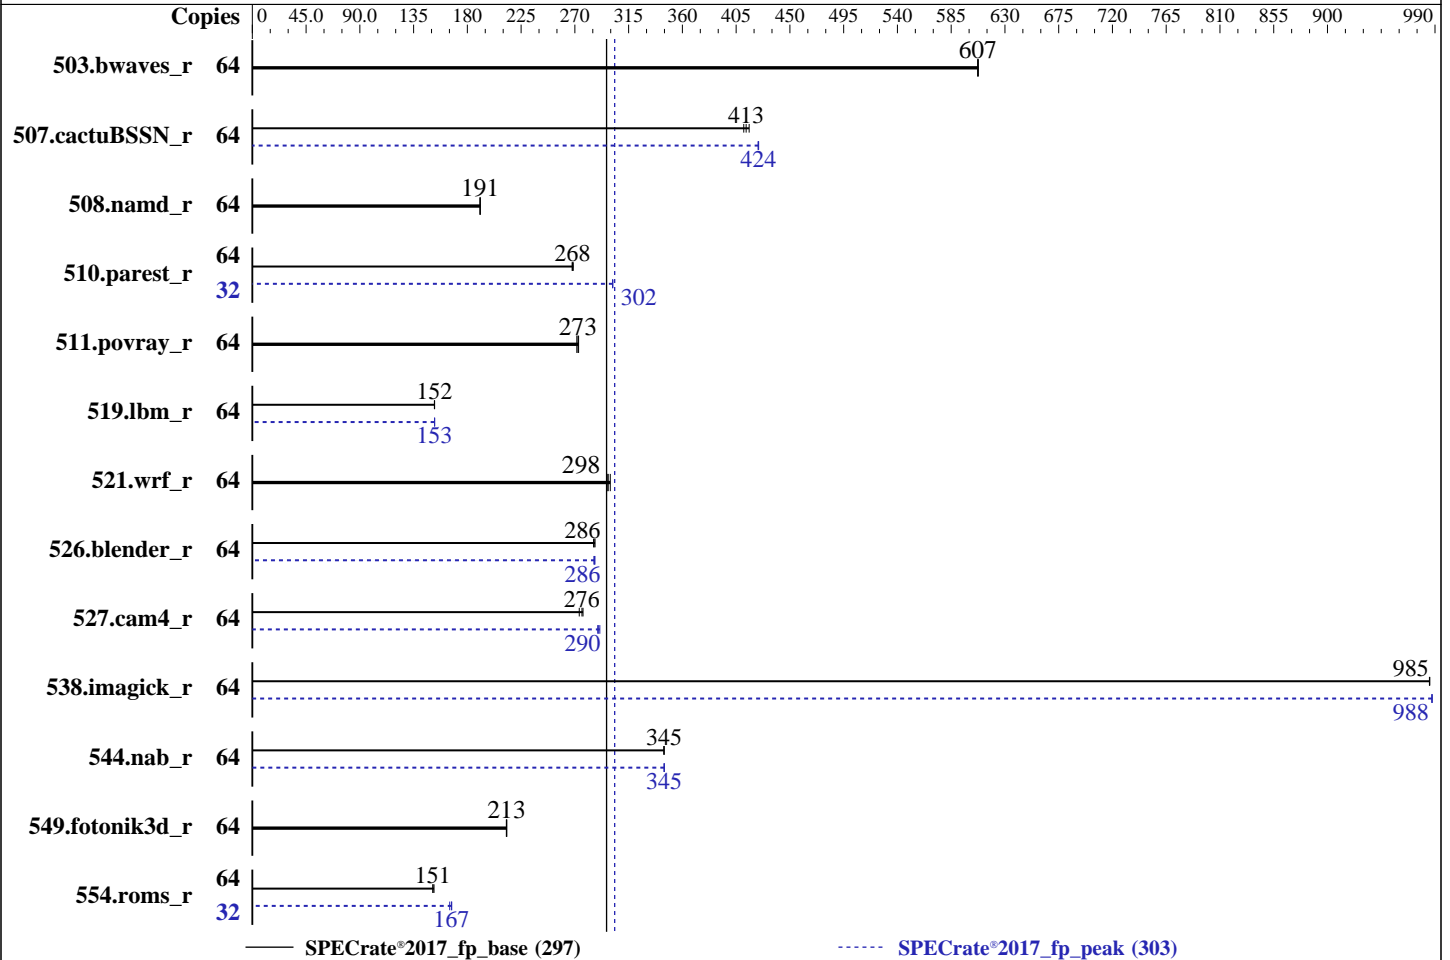 Copies 0 45.0 90.0 135 180 225 270 315 360 405 450 495 540 585 630 675 720 765 810 855 900 990
503.bwaves_r 64 607
507.cactuBSSN_r 64 413
424
508.namd_r 64 191
510.parest_r 64 268
32 302
511.povray_r 64 273
519.lbm_r 64 152
153
521.wrf_r 64 298
526.blender_r 64 286
286
527.cam4_r 64 276
290
538.imagick_r 64 985
988
544.nab_r 64 345
345
549.fotonik3d_r 64 213
554.roms_r 64 151
32 167
SPECrate®2017_fp_base (297) SPECrate®2017_fp_peak (303)